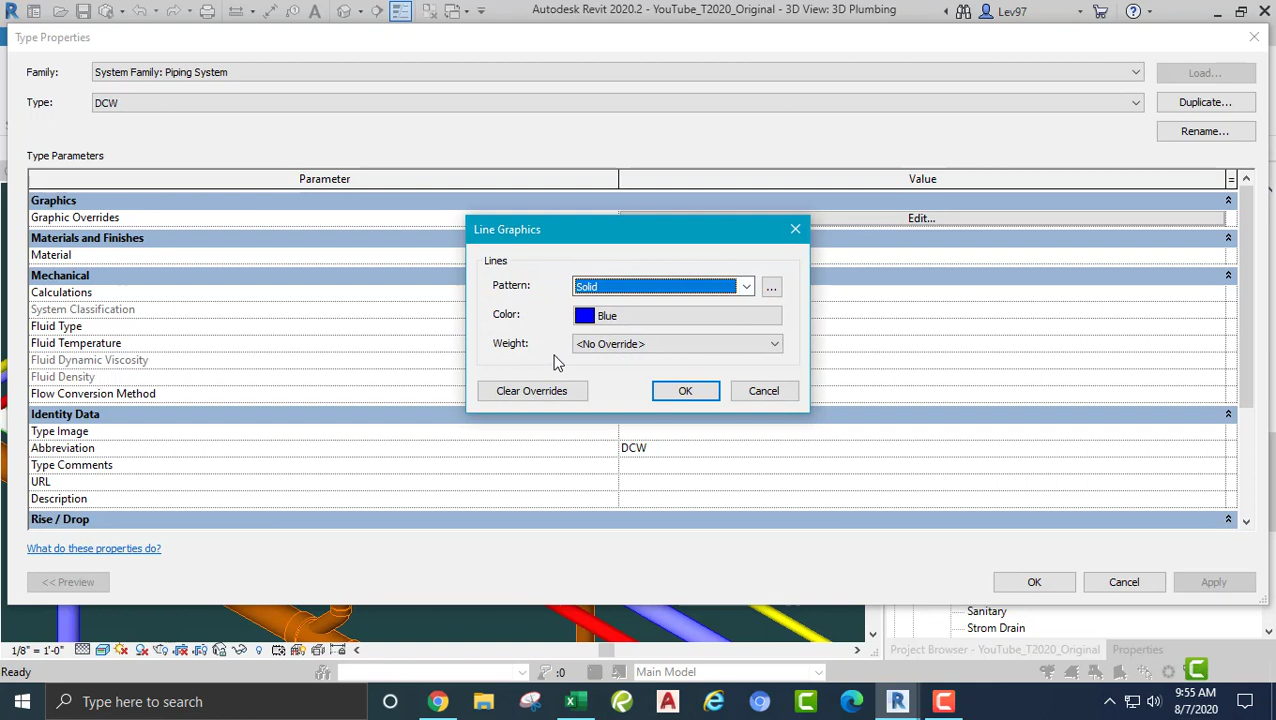 Autodesk Revit 2020.2 - YouTube_T2020_Original - 3D View: 3D Plumbing
Lev97
Type Properties
Family: System Family: Piping System Load...
Type: DCW Duplicate...
Rename...
Type Parameters
Parameter Value =
Graphics
Graphic Overrides Edit...
Materials and Finishes
Material
Mechanical
Calculations
System Classification
Fluid Type
Fluid Temperature
Fluid Dynamic Viscosity
Fluid Density
Flow Conversion Method
Identity Data
Type Image
Abbreviation DCW
Type Comments
URL
Description
Rise / Drop
Line Graphics
Lines
Pattern: Solid ...
Color: Blue
Weight: <No Override>
Clear Overrides OK Cancel
What do these properties do?
<< Preview OK Cancel Apply
Sanitary
Strom Drain
1/8" = 1'-0" Project Browser - YouTube_T2020_Original Properties
Ready :0 Main Model
Type here to search
9:55 AM
8/7/2020